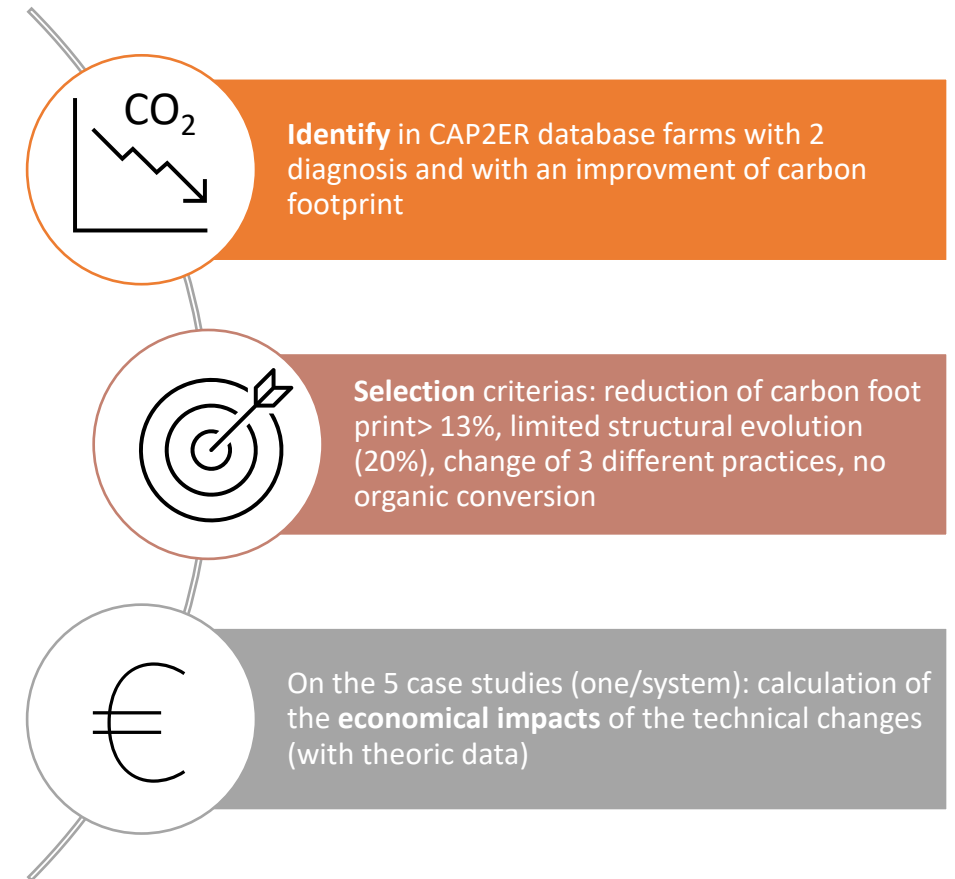 CO₂
Identify in CAP2ER database farms with 2
diagnosis and with an improvment of carbon
footprint
Selection criterias: reduction of carbon foot
print> 13%, limited structural evolution
(20%), change of 3 different practices, no
organic conversion
€
On the 5 case studies (one/system): calculation of
the economical impacts of the technical changes
(with theoric data)